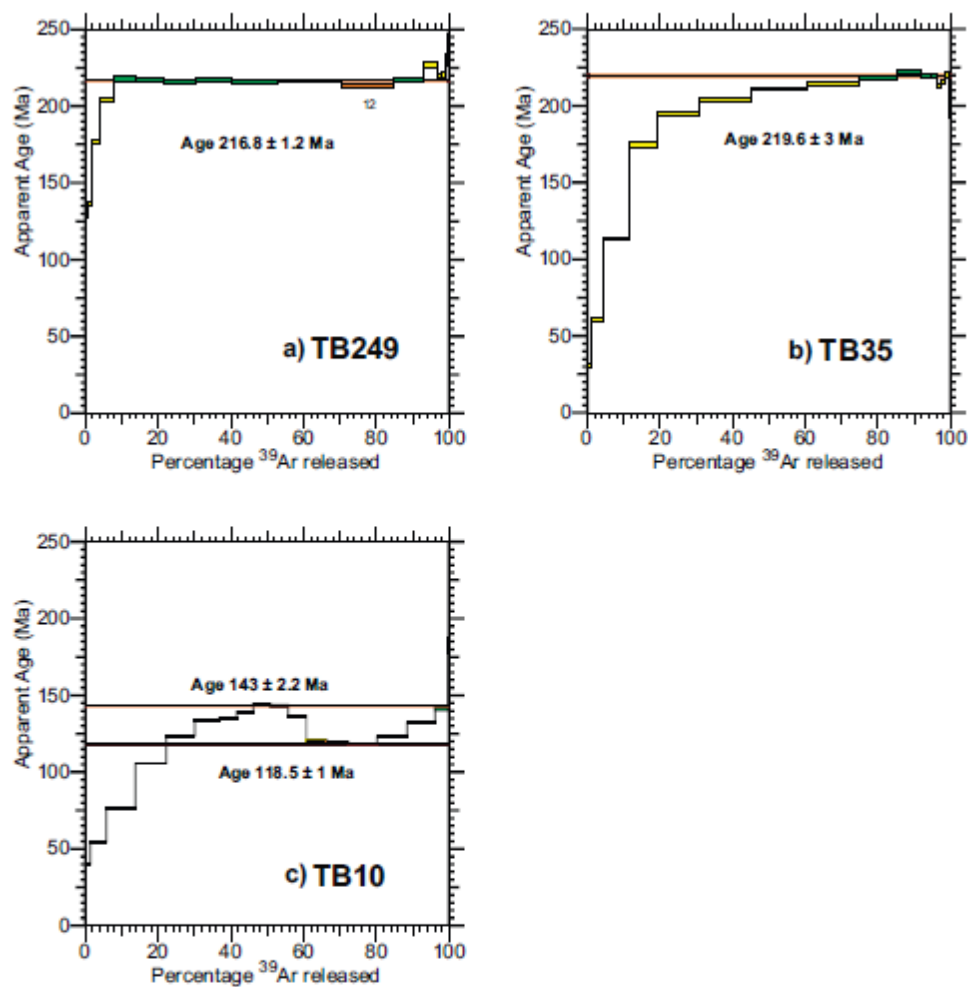 250
200
150
100
50
0
Apparent Age (Ma)
12
Age 216.8 ± 1.2 Ma
a) TB249
0 20 40 60 80 100
Percentage ³⁹Ar released
250
200
150
100
50
0
Apparent Age (Ma)
Age 219.6 ± 3 Ma
b) TB35
0 20 40 60 80 100
Percentage ³⁹Ar released
250
200
150
100
50
0
Apparent Age (Ma)
Age 143 ± 2.2 Ma
Age 118.5 ± 1 Ma
c) TB10
0 20 40 60 80 100
Percentage ³⁹Ar released